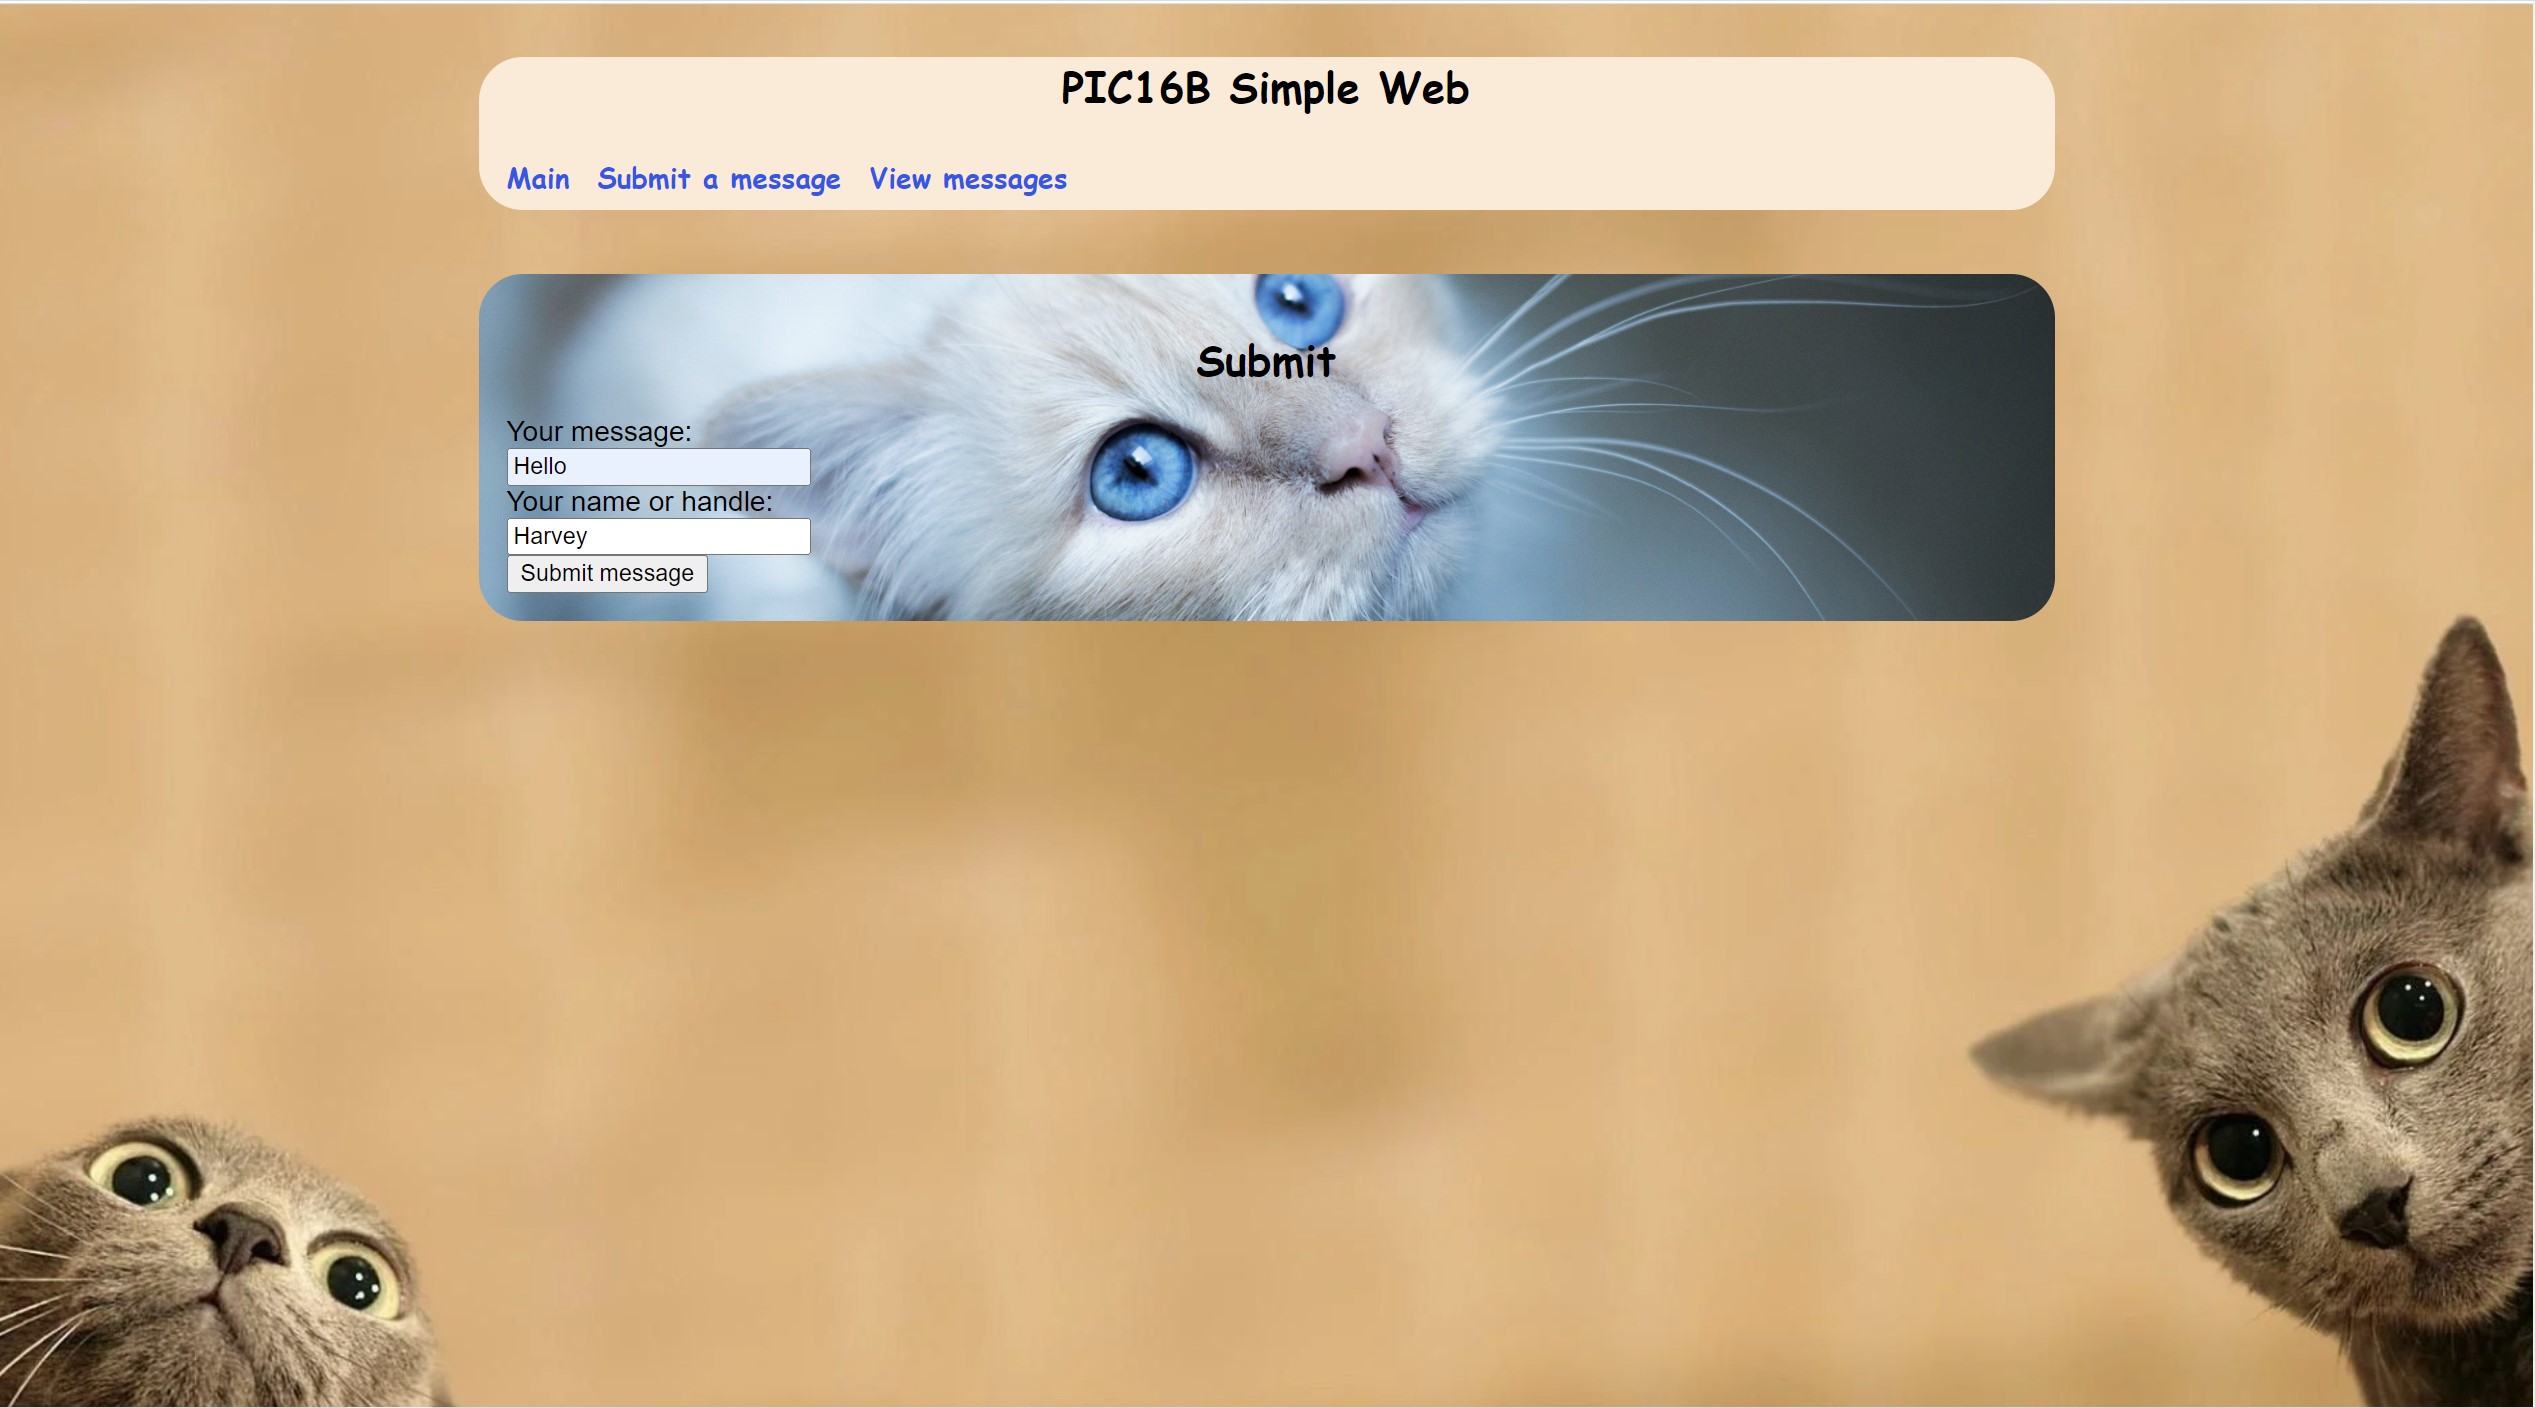 PIC16B Simple Web
Main Submit a message View messages
Submit
Your message:
Hello
Your name or handle:
Harvey
Submit message